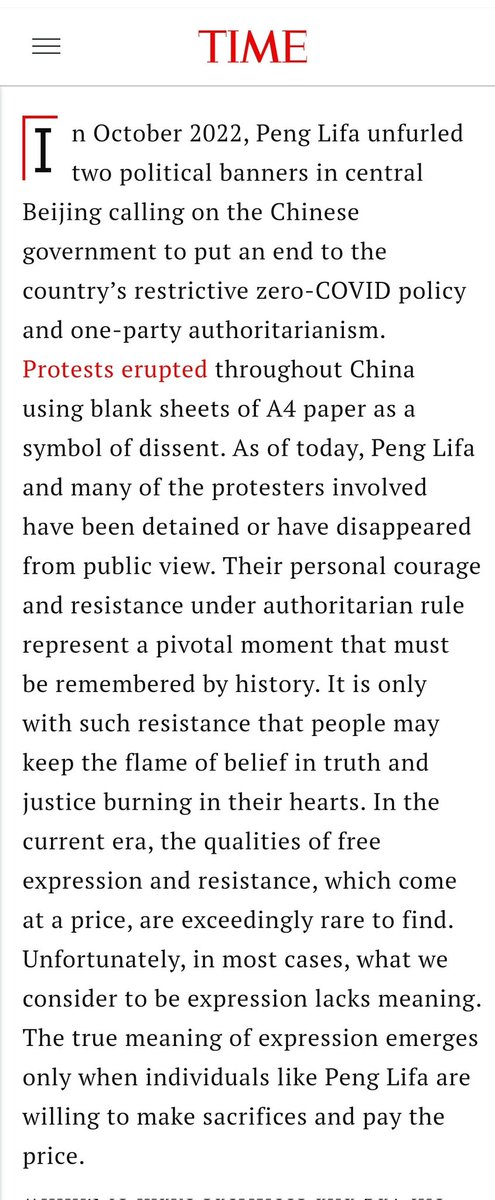 TIME
In October 2022, Peng Lifa unfurled
two political banners in central
Beijing calling on the Chinese
government to put an end to the
country’s restrictive zero-COVID policy
and one-party authoritarianism.
Protests erupted throughout China
using blank sheets of A4 paper as a
symbol of dissent. As of today, Peng Lifa
and many of the protesters involved
have been detained or have disappeared
from public view. Their personal courage
and resistance under authoritarian rule
represent a pivotal moment that must
be remembered by history. It is only
with such resistance that people may
keep the flame of belief in truth and
justice burning in their hearts. In the
current era, the qualities of free
expression and resistance, which come
at a price, are exceedingly rare to find.
Unfortunately, in most cases, what we
consider to be expression lacks meaning.
The true meaning of expression emerges
only when individuals like Peng Lifa are
willing to make sacrifices and pay the
price.